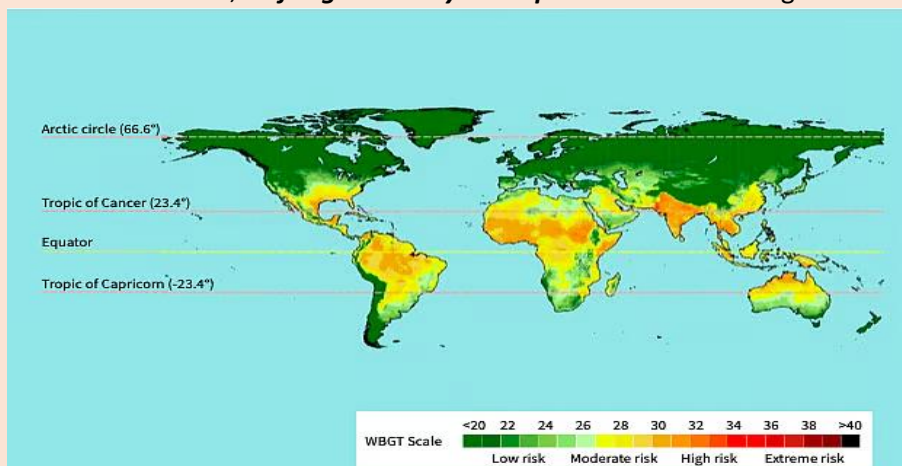 Arctic circle (66.6°)
Tropic of Cancer (23.4°)
Equator
Tropic of Capricorn (-23.4°)
<20 22 24 26 28 30 32 34 36 38 >40
WBGT Scale
Low risk Moderate risk High risk Extreme risk